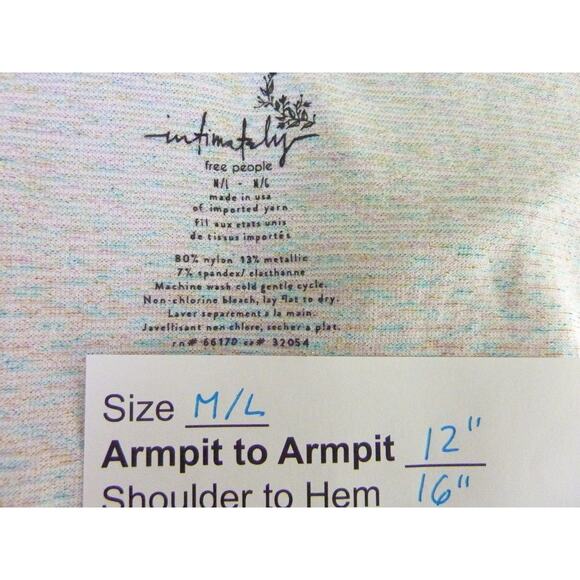 intimately
free people
M/L - M/G
made in usa
of imported yarn
fil aux etats unis
de tissus importés
80% nylon 13% metallic
7% spandex/ elasthanne
Machine wash cold gentle cycle.
Non-chlorine bleach, lay flat to dry.
Laver separement a la main.
Javellisant non chlore, secher a plat.
rn# 66170 ca# 32054
Size M/L
Armpit to Armpit 12"
Shoulder to Hem 16"